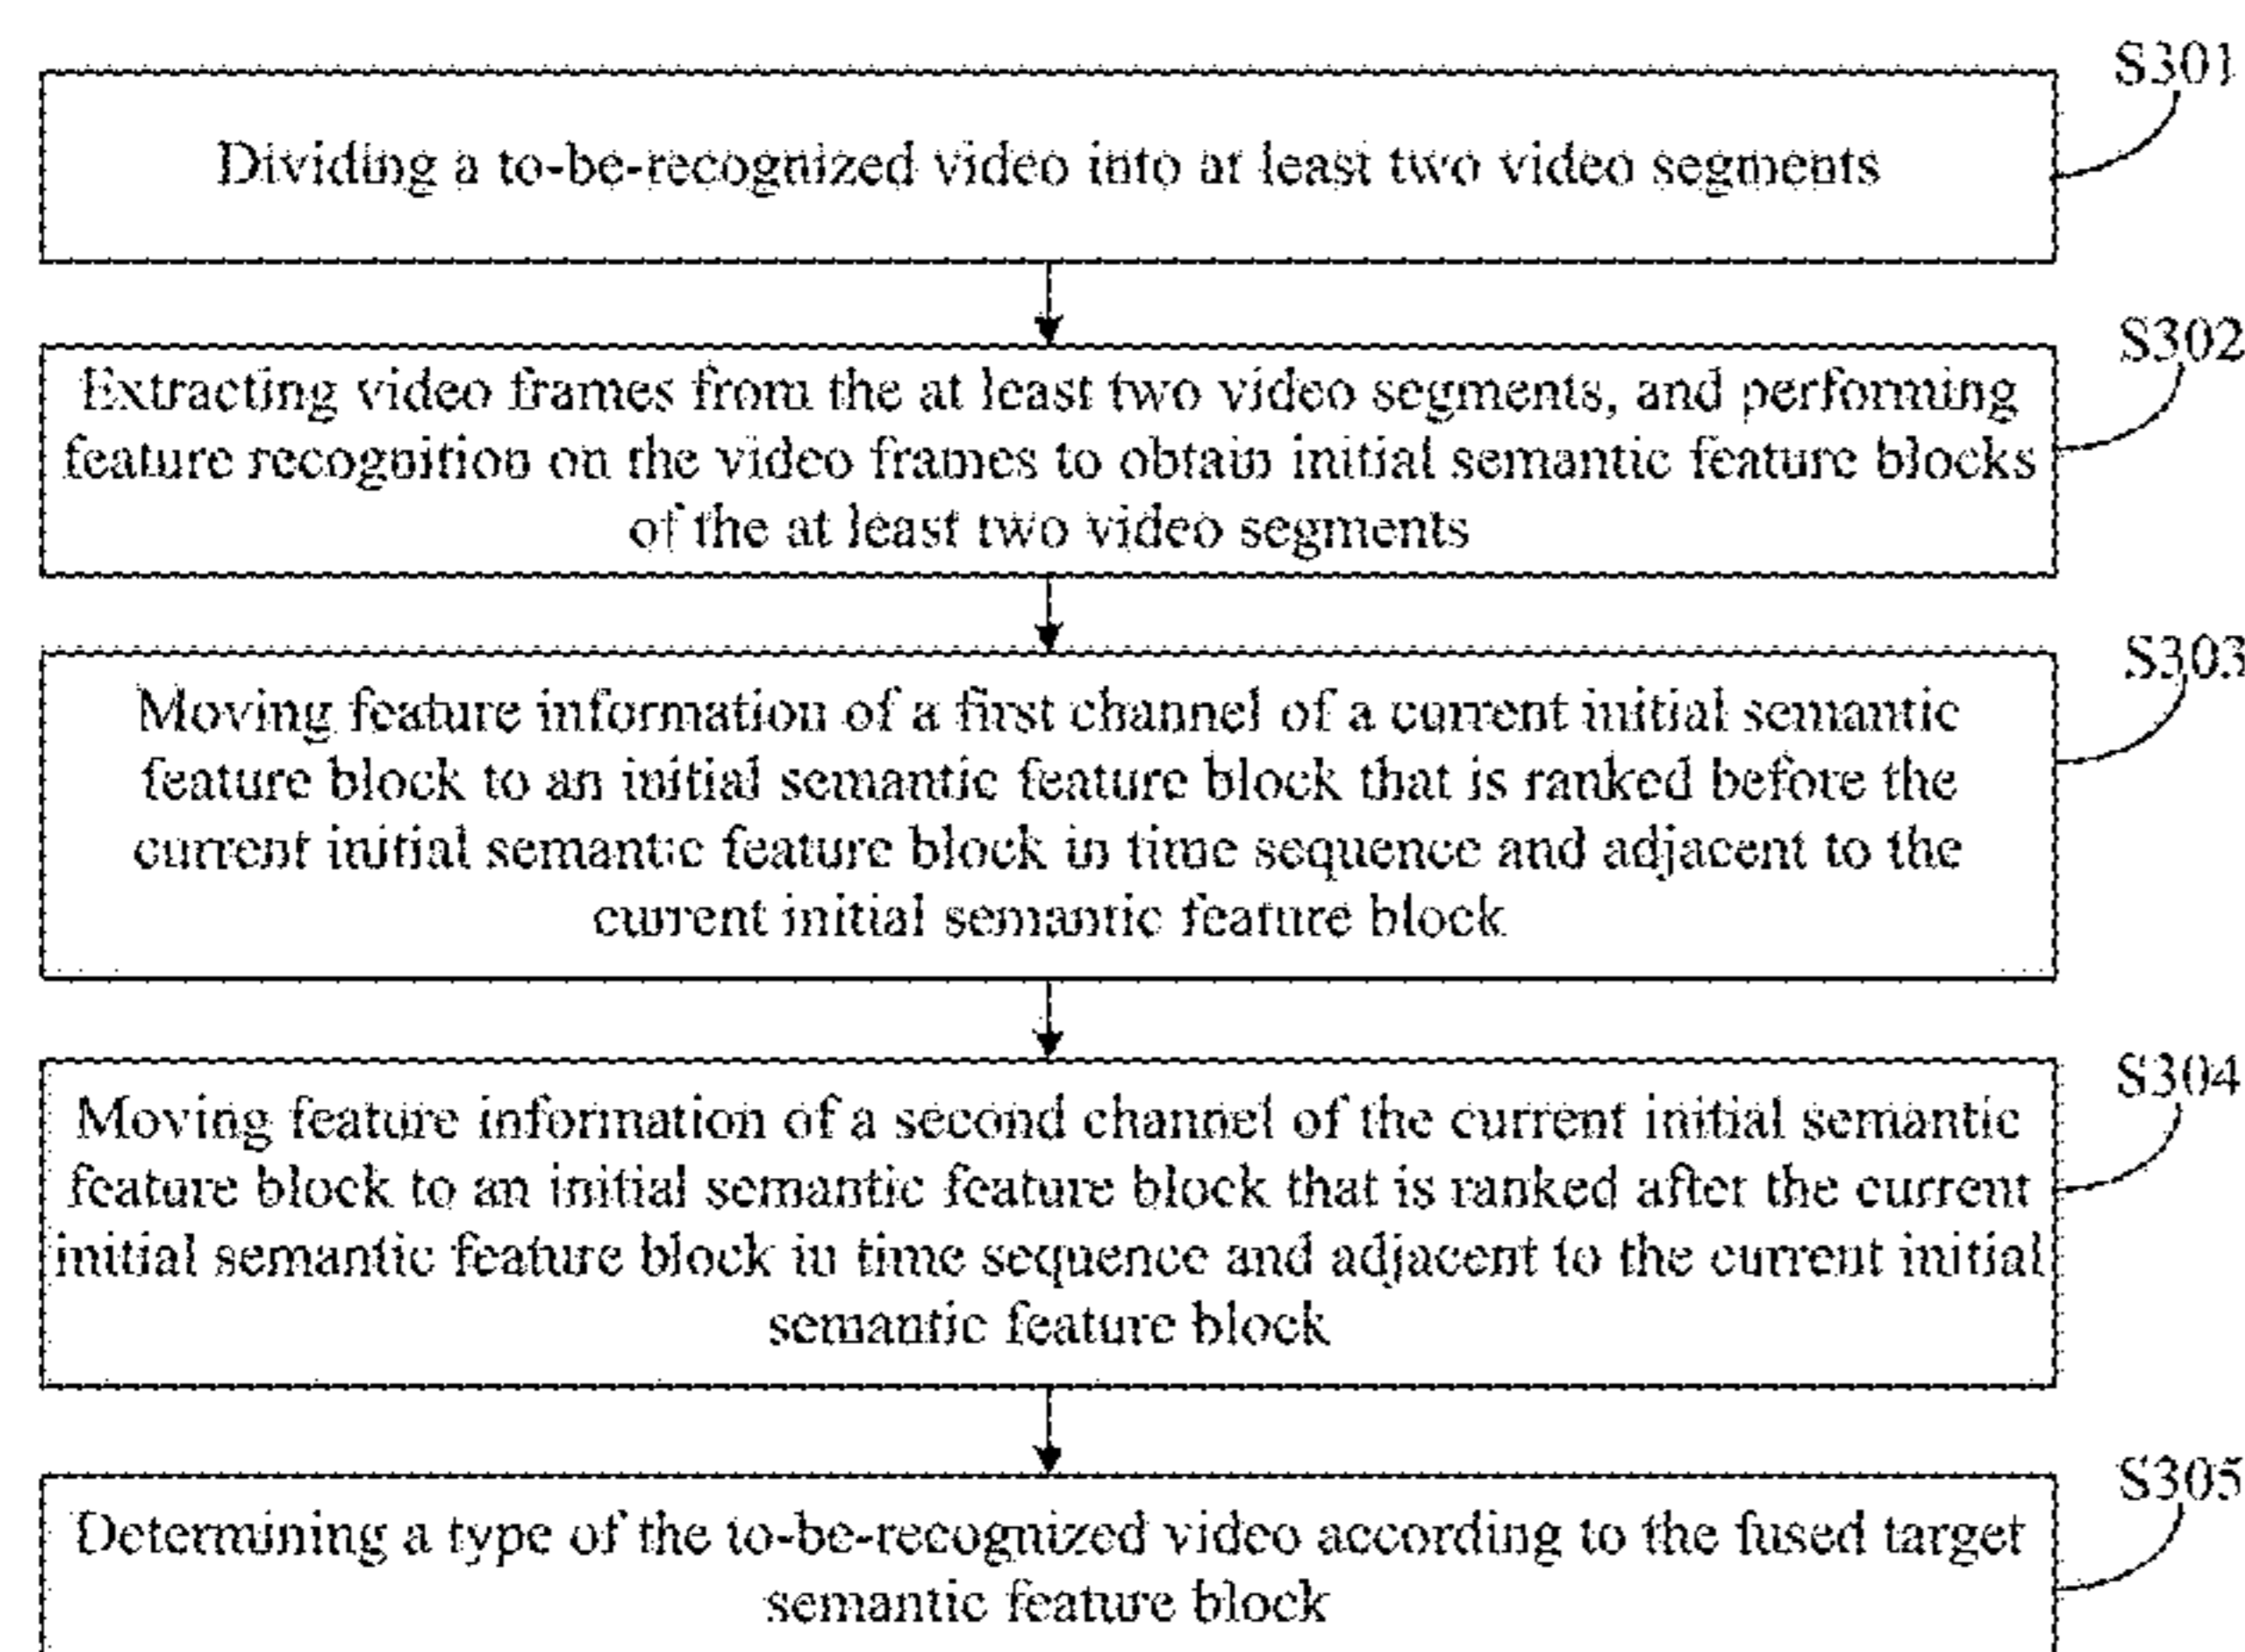 S301
Dividing a to-be-recognized video into at least two video segments
S302
Extracting video frames from the at least two video segments, and performing
feature recognition on the video frames to obtain initial semantic feature blocks
of the at least two video segments
S303
Moving feature information of a first channel of a current initial semantic
feature block to an initial semantic feature block that is ranked before the
current initial semantic feature block in time sequence and adjacent to the
current initial semantic feature block
S304
Moving feature information of a second channel of the current initial semantic
feature block to an initial semantic feature block that is ranked after the current
initial semantic feature block in time sequence and adjacent to the current initial
semantic feature block
S305
Determining a type of the to-be-recognized video according to the fused target
semantic feature block